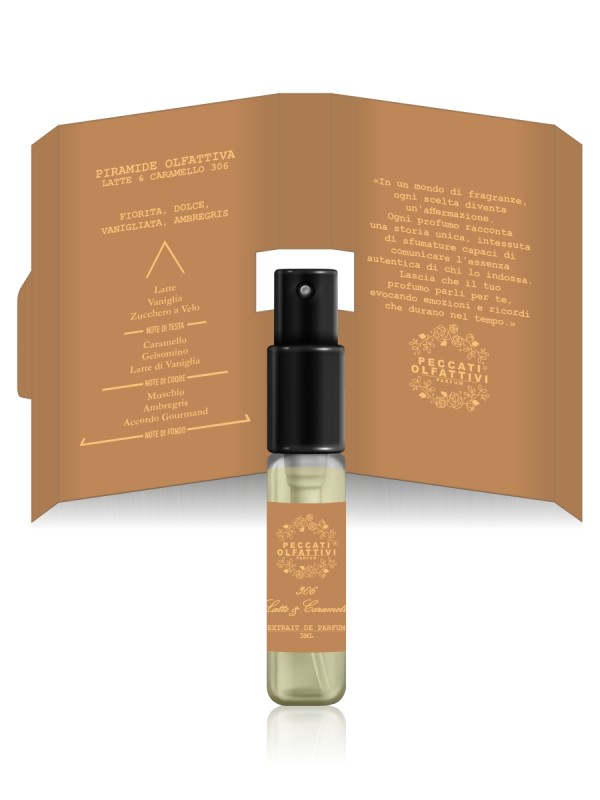 PIRAMIDE OLFATTIVA
LATTE & CARAMELLO 306
FIORITA, DOLCE,
VANIGLIATA, AMBREGRIS
Latte
Vaniglia
Zucchero a Velo
NOTE DI TESTA
Caramello
Gelsomino
Latte di Vaniglia
NOTE DI CUORE
Muschio
Ambregris
Accordo Gourmand
NOTE DI FONDO
«In un mondo di fragranze,
ogni scelta diventa
un'affermazione.
Ogni profumo racconta
una storia unica, intessuta
di sfumature capaci di
comunicare l'essenza
autentica di chi lo indossa.
Lascia che il tuo
profumo parli per te,
evocando emozioni e ricordi
che durano nel tempo.»
PECCATI
OLFATTIVI
PARFUM
PECCATI
OLFATTIVI
PARFUM
306
Latte & Caramell
EXTRAIT DE PARFUM
3ML